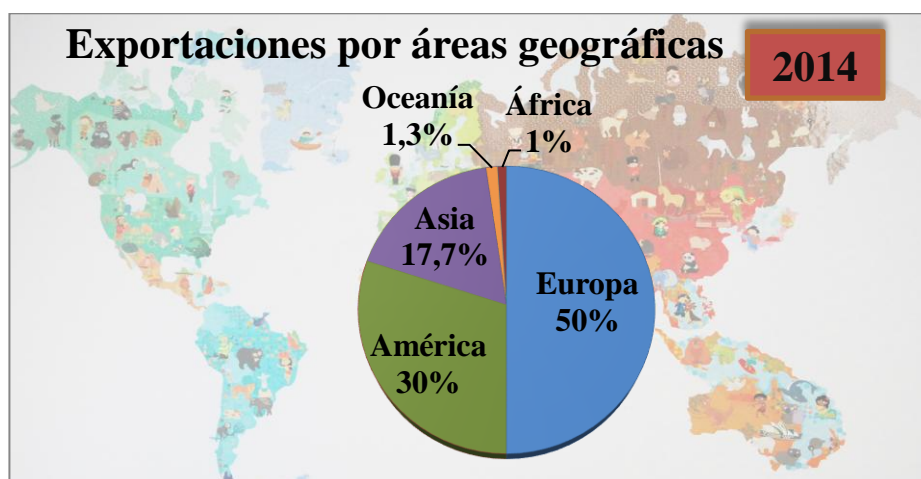 Exportaciones por áreas geográficas
2014
Oceanía
1,3%
África
1%
Asia
17,7%
Europa
50%
América
30%